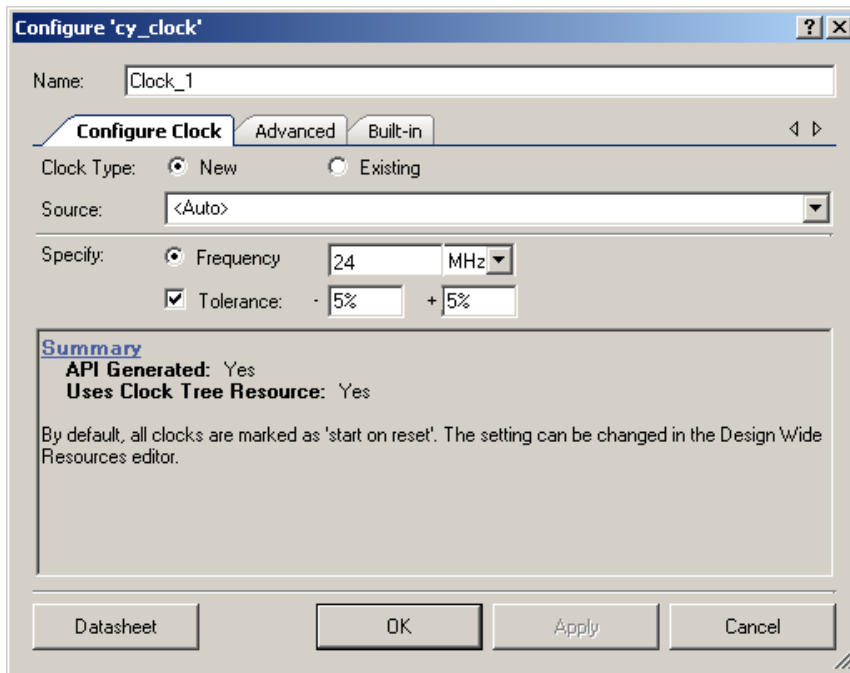 Configure 'cy_clock'
Name: Clock_1
Configure Clock Advanced Built-in
Clock Type: New Existing
Source: <Auto>
Specify: Frequency 24 MHz
Tolerance: - 5% + 5%
Summary
API Generated: Yes
Uses Clock Tree Resource: Yes
By default, all clocks are marked as 'start on reset'. The setting can be changed in the Design Wide
Resources editor.
Datasheet OK Apply Cancel